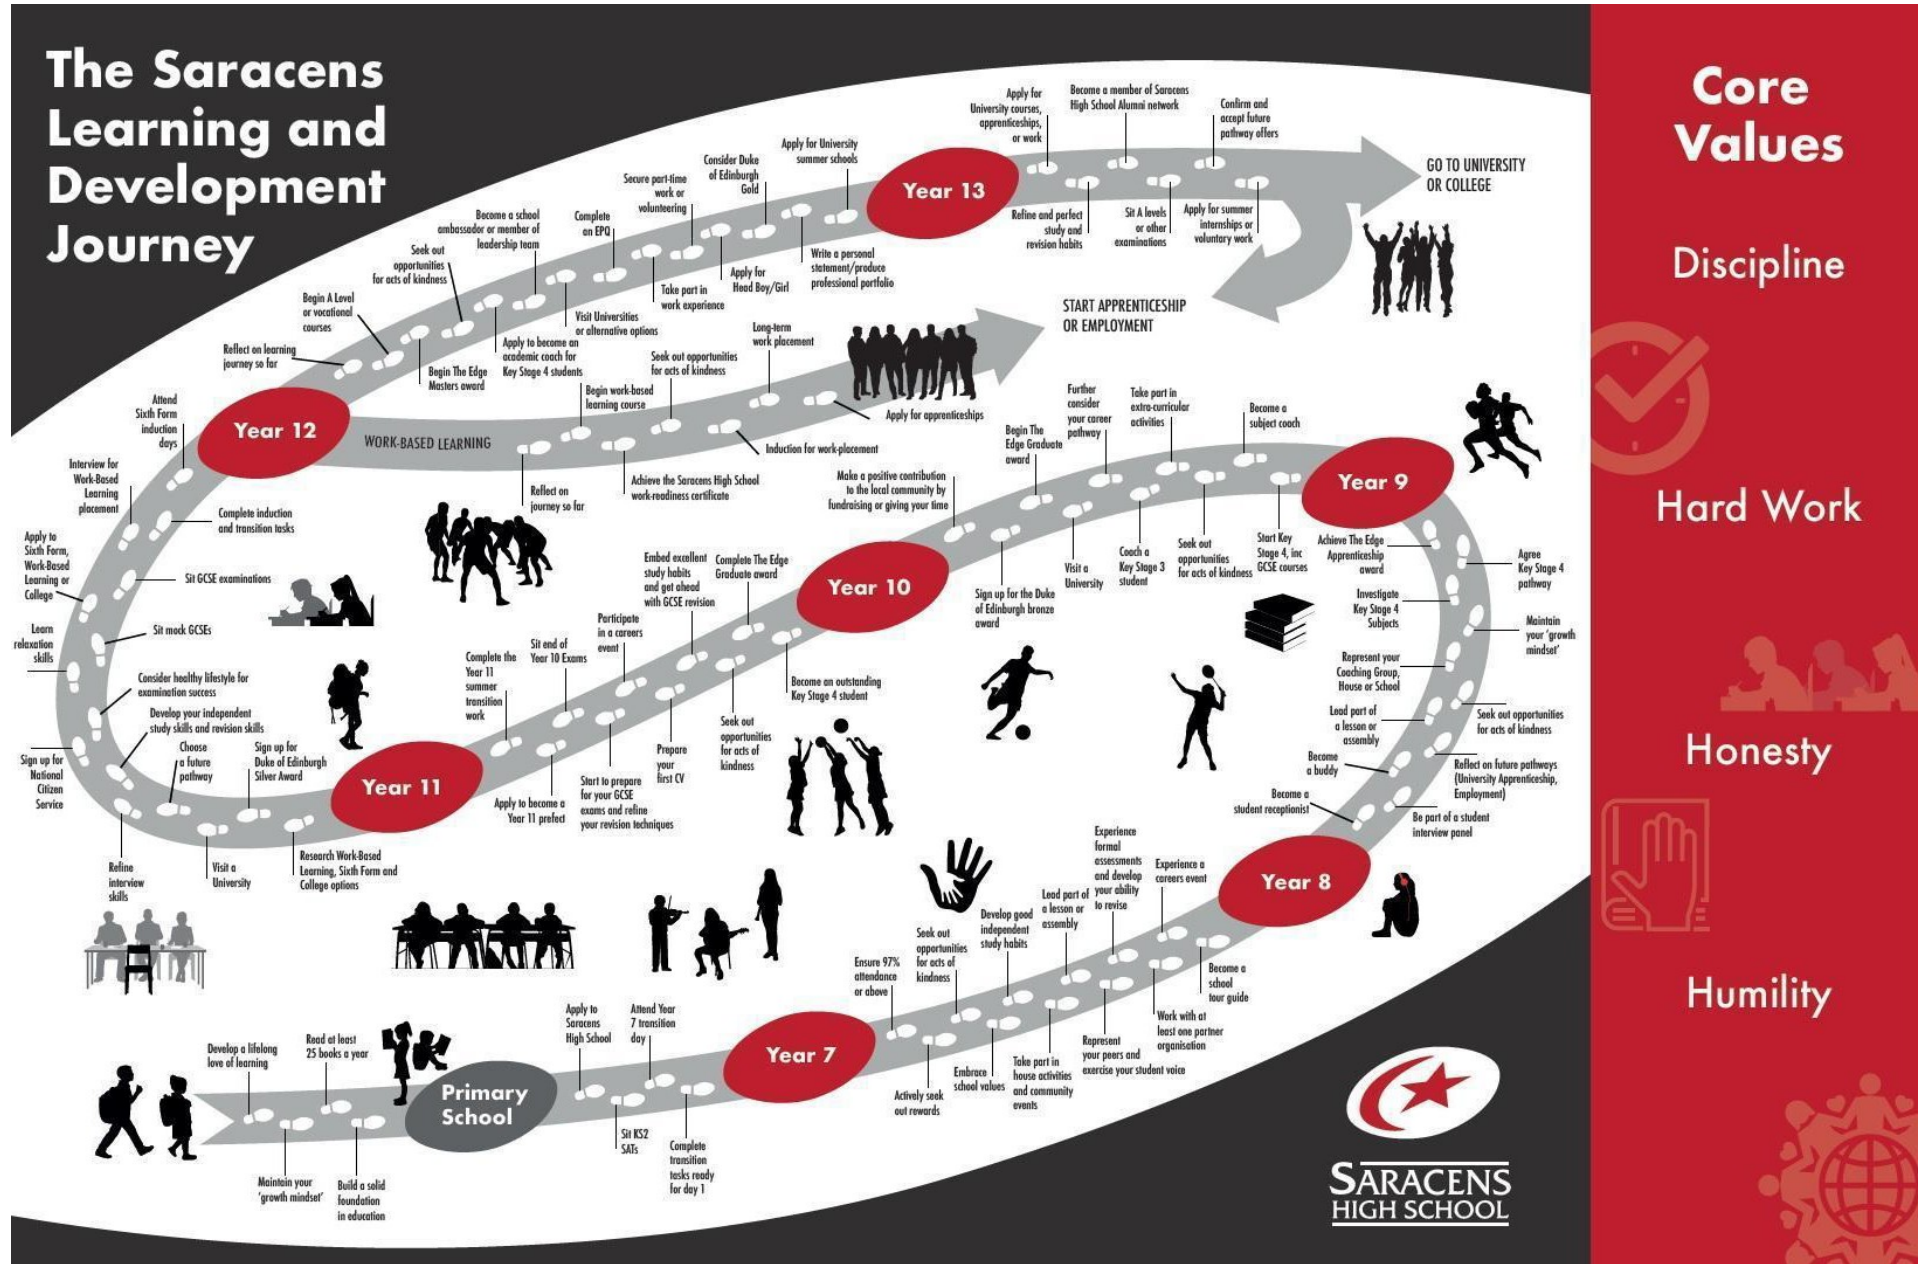 The Saracens
Learning and
Development
Journey
Develop a lifelong
love of learning
Maintain your
'growth mindset'
Read at least
25 books a year
Build a solid
foundation
in education
Primary
School
Apply to
Saracens
High School
Sit KS2
SATs
Attend Year
7 transition
day
Complete
transition
tasks ready
for day 1
Year 7
Ensure 97%
attendance
or above
Actively seek
out rewards
Seek out
opportunities
for acts of
kindness
Embrace
school values
Develop good
independent
study habits
Take part in
house activities
and community
events
Lead part of
a lesson or
assembly
Represent
your peers and
exercise your student voice
Experience
formal
assessments
and develop
your ability
to revise
Work with at
least one partner
organisation
Experience a
careers event
Become a
school
tour guide
Year 8
Become a
student receptionist
Be part of a student
interview panel
Become
a buddy
Reflect on future pathways
(University Apprenticeship,
Employment)
Lead part of
a lesson or
assembly
Seek out opportunities
for acts of kindness
Represent your
Coaching Group,
House or School
Maintain
your 'growth
mindset'
Investigate
Key Stage 4
Subjects
Agree
Key Stage 4
pathway
Achieve The Edge
Apprenticeship
award
Year 9
Start Key
Stage 4, inc
GCSE courses
Become a
subject coach
Seek out
opportunities
for acts of kindness
Take part in
extra-curricular
activities
Coach a
Key Stage 3
student
Further
consider
your career
pathway
Visit a
University
Begin The
Edge Graduate
award
Sign up for the Duke
of Edinburgh bronze
award
Make a positive contribution
to the local community by
fundraising or giving your time
Year 10
Become an outstanding
Key Stage 4 student
Complete The Edge
Graduate award
Seek out
opportunities
for acts of
kindness
Embed excellent
study habits
and get ahead
with GCSE revision
Prepare
your
first CV
Participate
in a careers
event
Start to prepare
for your GCSE
exams and refine
your revision techniques
Sit end of
Year 10 Exams
Apply to become a
Year 11 prefect
Complete the
Year 11
summer
transition
work
Year 11
Research Work-Based
Learning, Sixth Form and
College options
Sign up for
Duke of Edinburgh
Silver Award
Visit a
University
Choose
a future
pathway
Refine
interview
skills
Develop your independent
study skills and revision skills
Sign up for
National
Citizen
Service
Consider healthy lifestyle for
examination success
Learn
relaxation
skills
Sit mock GCSEs
Apply to
Sixth Form,
Work-Based
Learning or
College
Sit GCSE examinations
Interview for
Work-Based
Learning
placement
Complete induction
and transition tasks
Attend
Sixth Form
induction
days
Year 12
WORK-BASED LEARNING
Reflect on
journey so far
Begin work-based
learning course
Achieve the Saracens High School
work-readiness certificate
Seek out opportunities
for acts of kindness
Induction for work-placement
Long-term
work placement
Apply for apprenticeships
START APPRENTICESHIP
OR EMPLOYMENT
Reflect on learning
journey so far
Begin A Level
or vocational
courses
Begin The Edge
Masters award
Seek out
opportunities
for acts of kindness
Apply to become an
academic coach for
Key Stage 4 students
Become a school
ambassador or member of
leadership team
Visit Universities
or alternative options
Complete
an EPQ
Take part in
work experience
Secure part-time
work or
volunteering
Apply for
Head Boy/Girl
Consider Duke
of Edinburgh
Gold
Write a personal
statement/produce
professional portfolio
Apply for University
summer schools
Year 13
Apply for
University courses,
apprenticeships,
or work
Refine and perfect
study and
revision habits
Become a member of Saracens
High School Alumni network
Sit A levels
or other
examinations
Confirm and
accept future
pathway offers
Apply for summer
internships or
voluntary work
GO TO UNIVERSITY
OR COLLEGE
SARACENS
HIGH SCHOOL
Core
Values
Discipline
Hard Work
Honesty
Humility